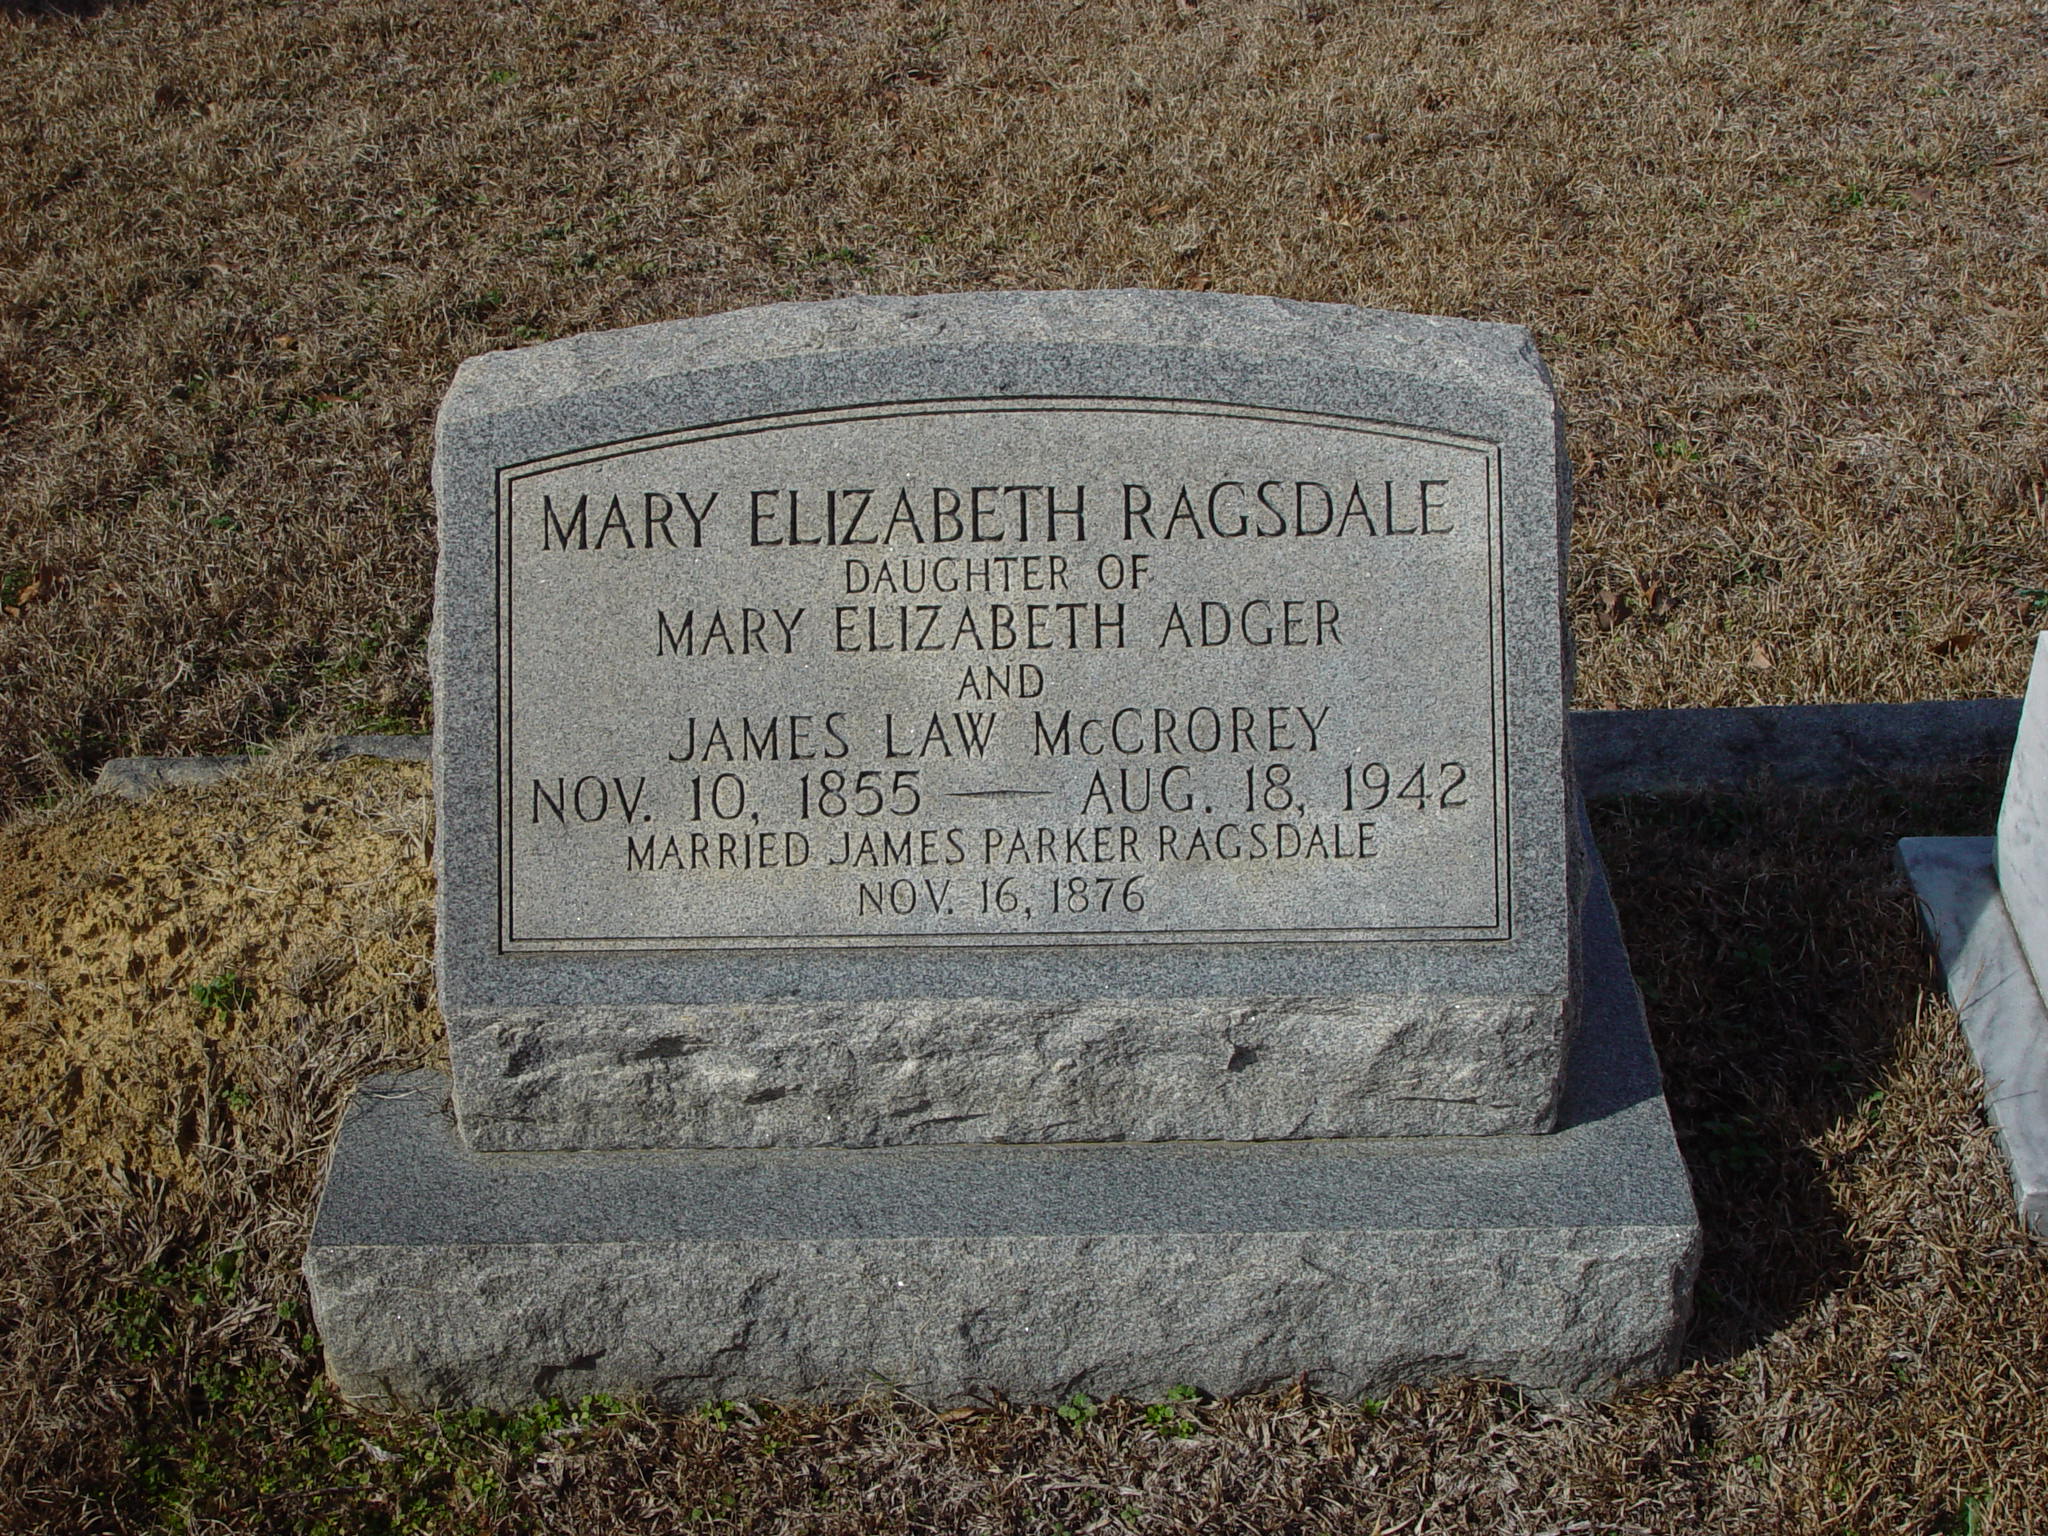 MARY ELIZABETH RAGSDALE
DAUGHTER OF
MARY ELIZABETH ADGER
AND
JAMES LAW McCROREY
NOV. 10, 1855 — AUG. 18, 1942
MARRIED JAMES PARKER RAGSDALE
NOV. 16, 1876